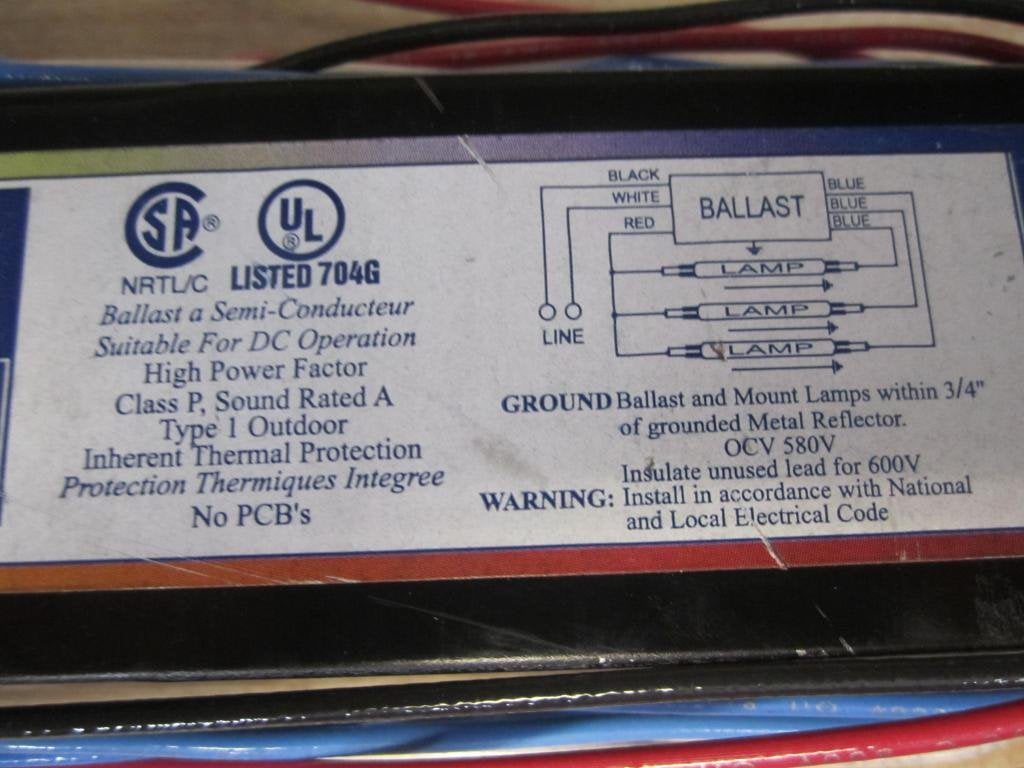 SA®
UL®
NRTL/C LISTED 704G
Ballast a Semi-Conducteur
Suitable For DC Operation
High Power Factor
Class P, Sound Rated A
Type 1 Outdoor
Inherent Thermal Protection
Protection Thermiques Integree
No PCB's
BLACK
WHITE
RED
BALLAST
BLUE
BLUE
BLUE
LAMP
LAMP
LAMP
LINE
GROUND Ballast and Mount Lamps within 3/4"
of grounded Metal Reflector.
OCV 580V
Insulate unused lead for 600V
WARNING: Install in accordance with National
and Local Electrical Code